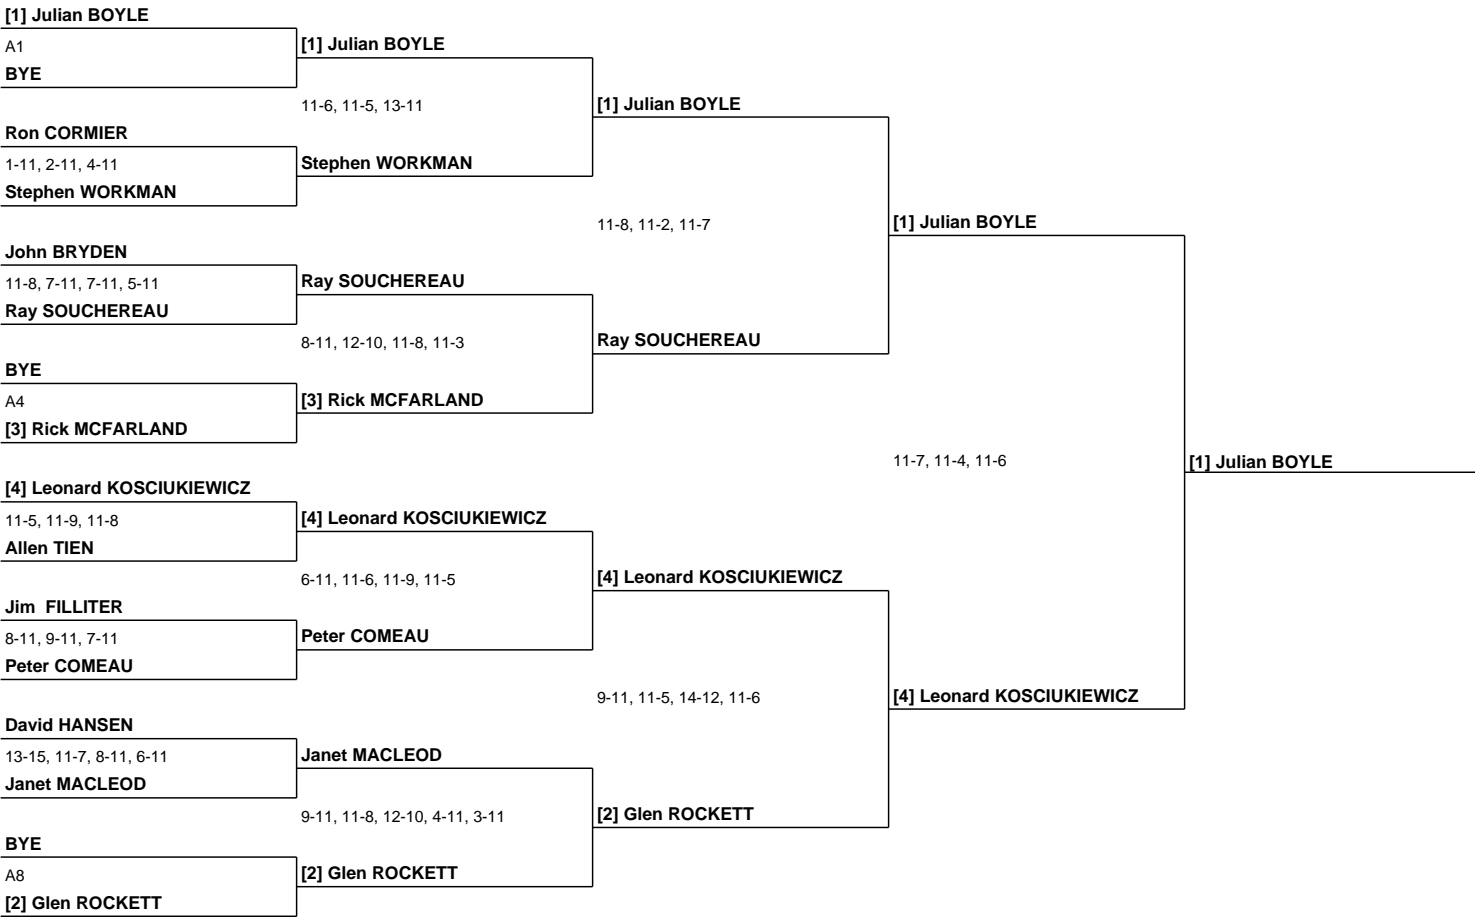 [1] Julian BOYLE
A1
BYE
[1] Julian BOYLE
11-6, 11-5, 13-11
[1] Julian BOYLE
Ron CORMIER
1-11, 2-11, 4-11
Stephen WORKMAN
Stephen WORKMAN
11-8, 11-2, 11-7
[1] Julian BOYLE
John BRYDEN
11-8, 7-11, 7-11, 5-11
Ray SOUCHEREAU
Ray SOUCHEREAU
8-11, 12-10, 11-8, 11-3
Ray SOUCHEREAU
BYE
A4
[3] Rick MCFARLAND
[3] Rick MCFARLAND
11-7, 11-4, 11-6
[1] Julian BOYLE
[4] Leonard KOSCIUKIEWICZ
11-5, 11-9, 11-8
Allen TIEN
[4] Leonard KOSCIUKIEWICZ
6-11, 11-6, 11-9, 11-5
[4] Leonard KOSCIUKIEWICZ
Jim  FILLITER
8-11, 9-11, 7-11
Peter COMEAU
Peter COMEAU
9-11, 11-5, 14-12, 11-6
[4] Leonard KOSCIUKIEWICZ
David HANSEN
13-15, 11-7, 8-11, 6-11
Janet MACLEOD
Janet MACLEOD
9-11, 11-8, 12-10, 4-11, 3-11
[2] Glen ROCKETT
BYE
A8
[2] Glen ROCKETT
[2] Glen ROCKETT